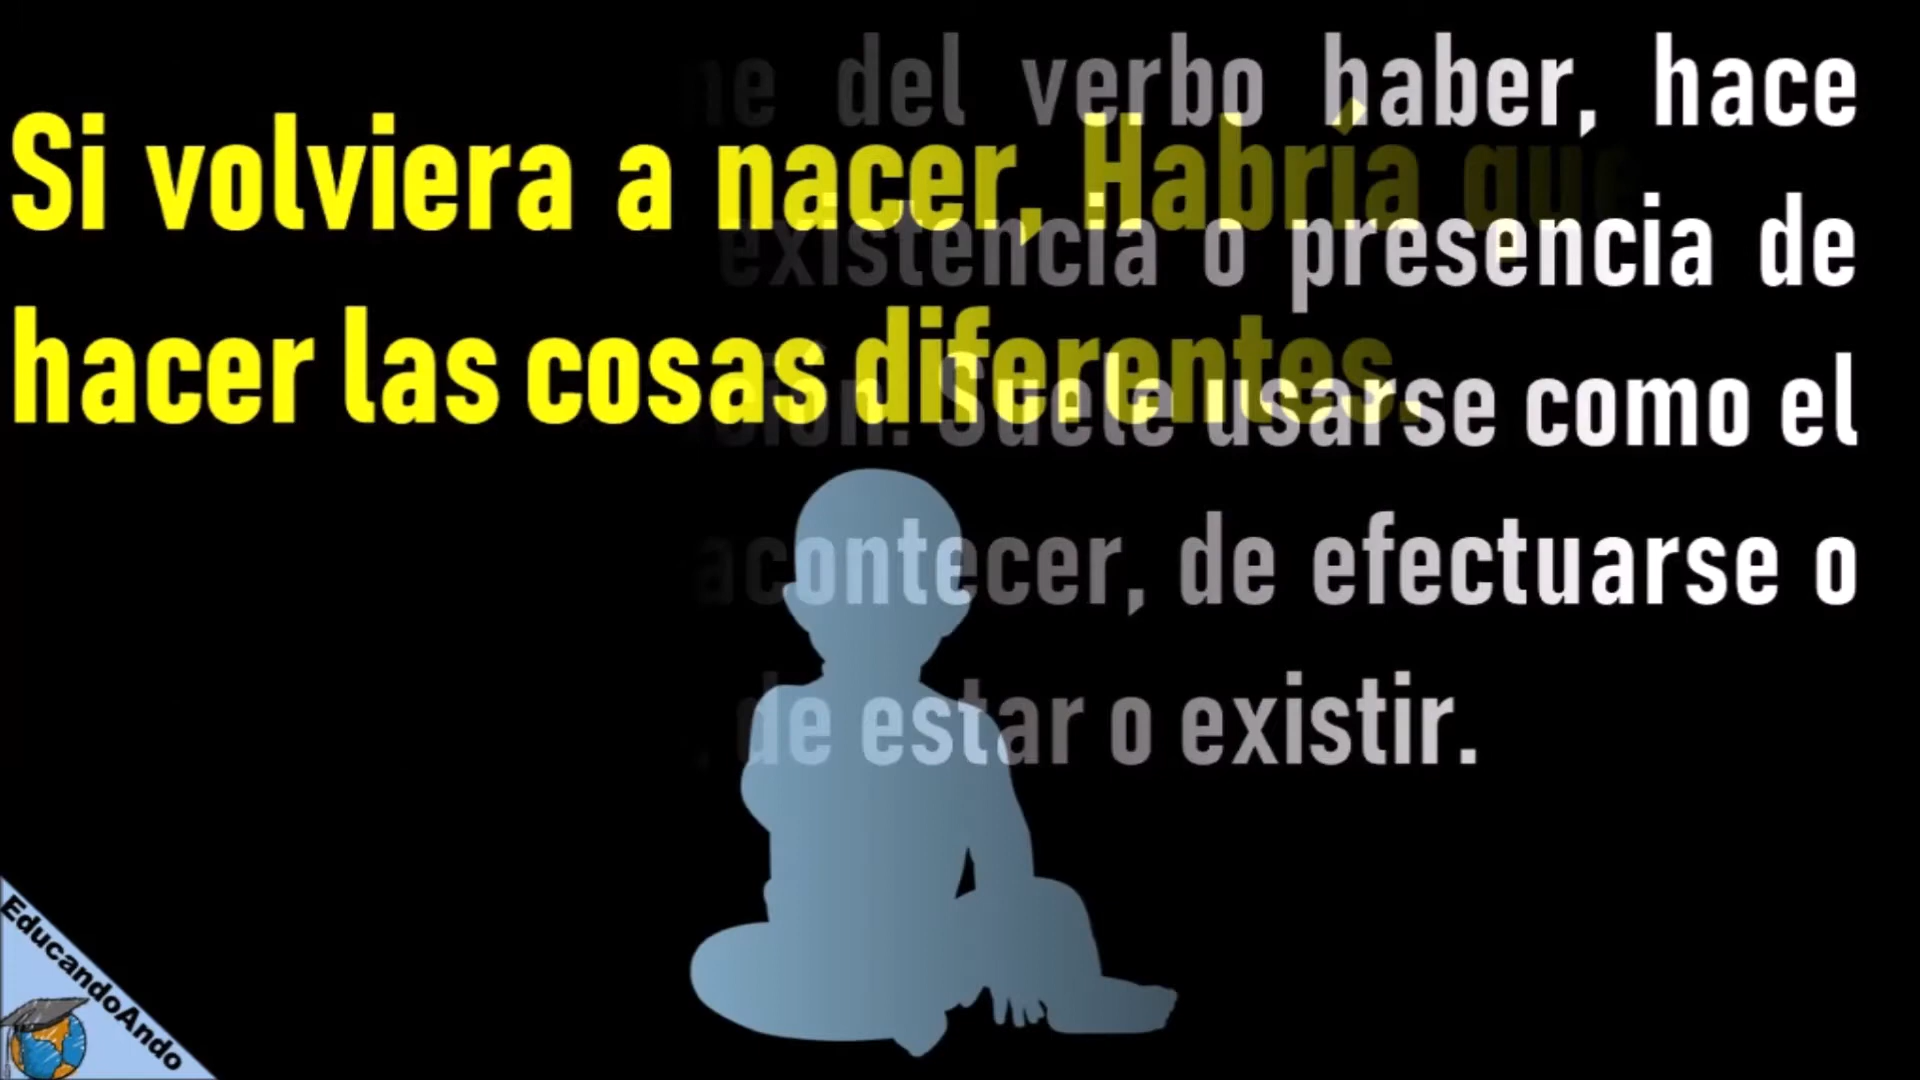 Si volviera a nacer, Habría que
hacer las cosas diferentes.
del verbo haber, hace
existencia o presencia de
Suele usarse como el
acontecer, de efectuarse o
de estar o existir.
EducandoAndo